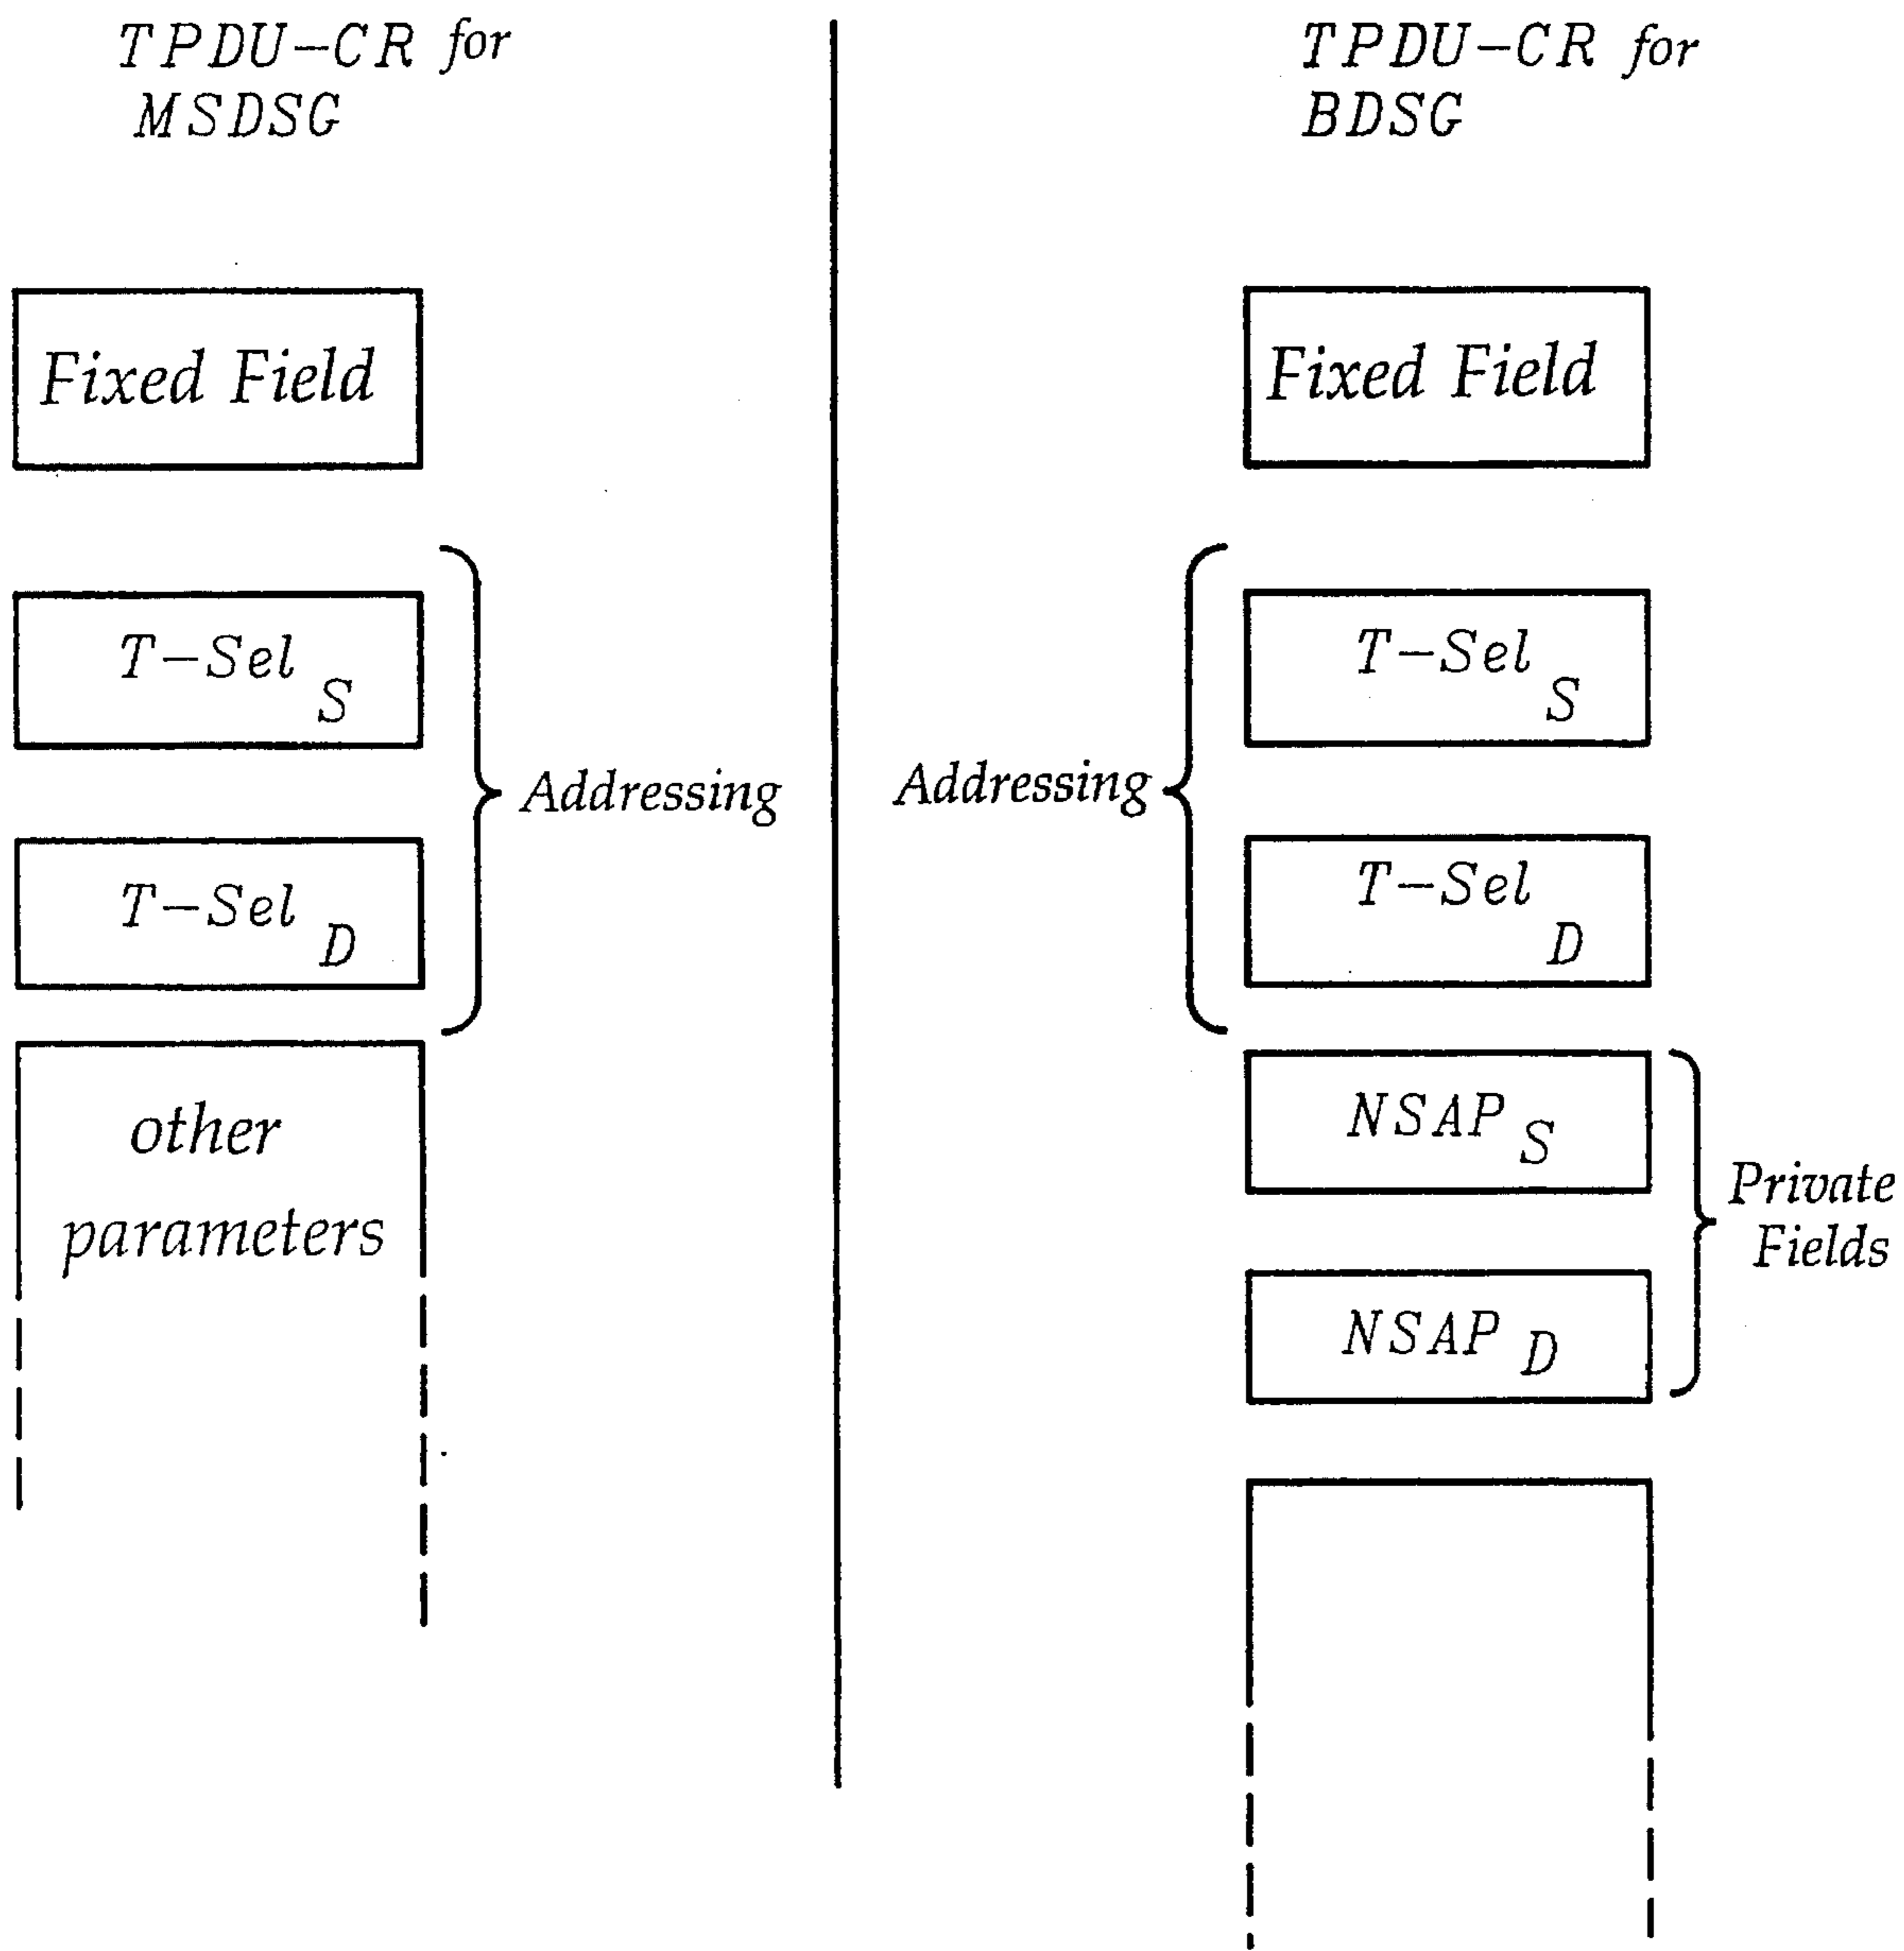 TPDU-CR for
MSDSG
Fixed Field
T-Sel S
T-Sel D
Addressing
other
parameters
TPDU-CR for
BDSG
Fixed Field
Addressing
T-Sel S
T-Sel D
NSAP S
NSAP D
Private
Fields